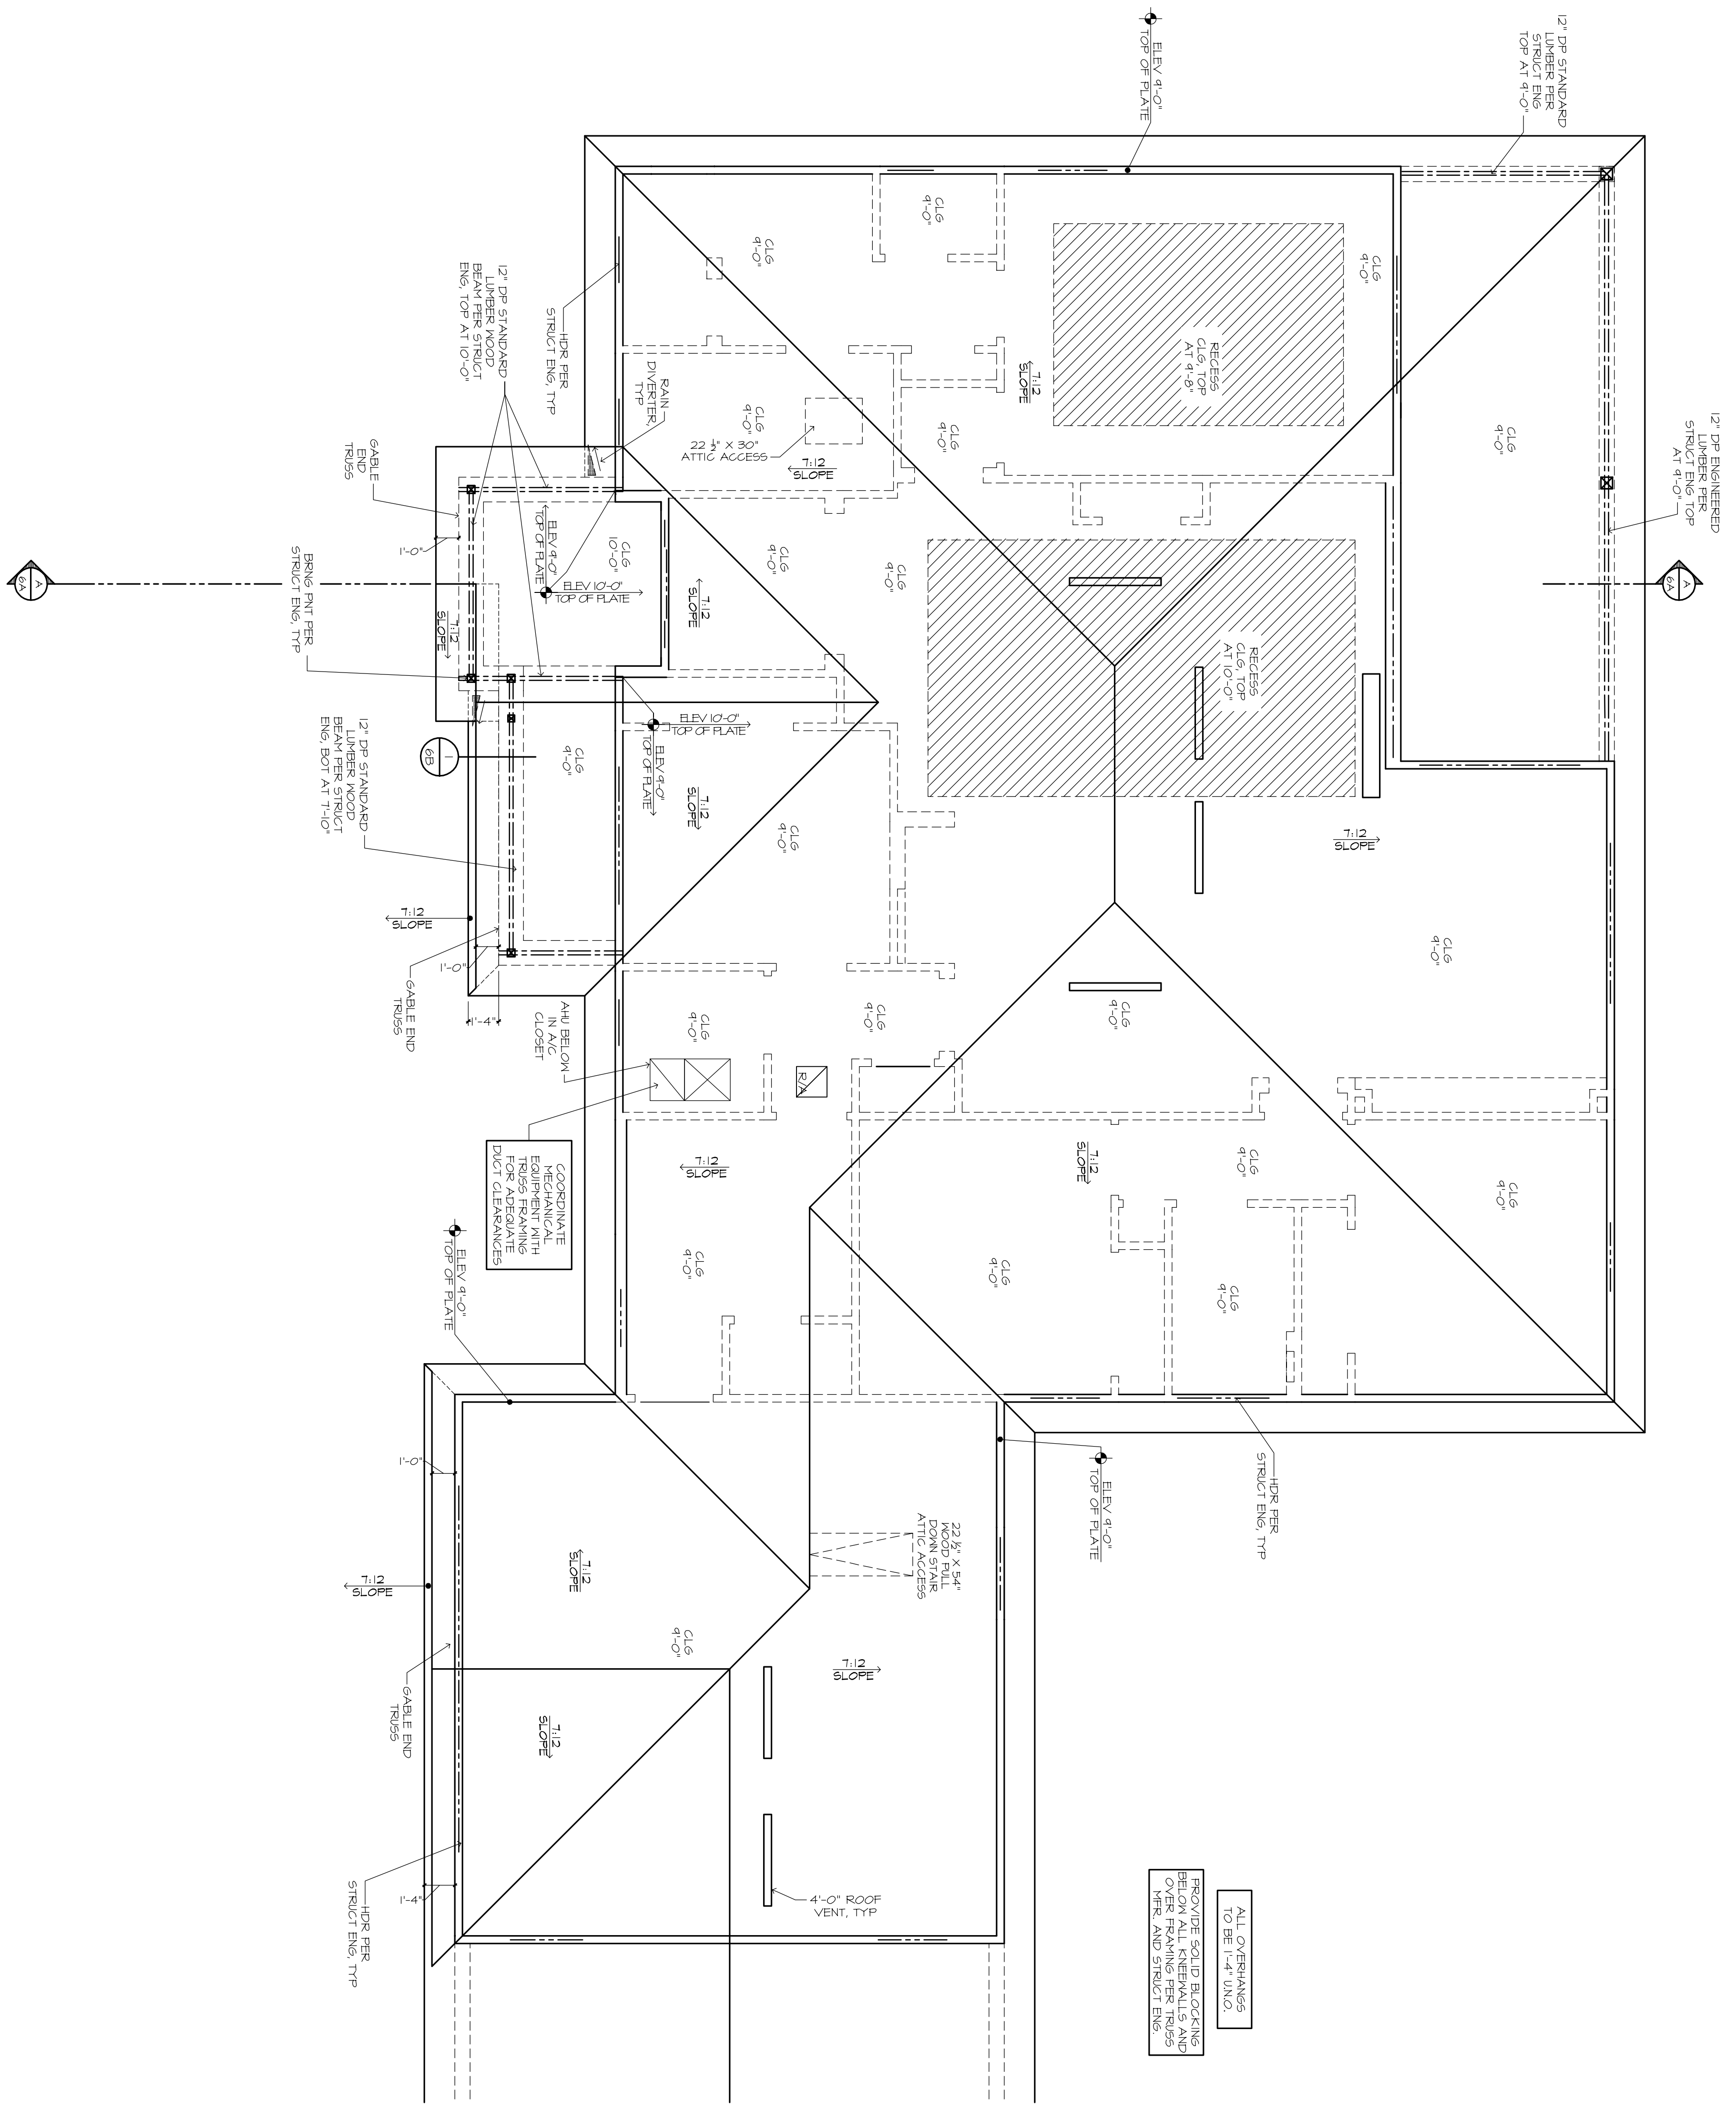 12" DP STANDARD
LUMBER PER
STRUCT ENG
TOP AT 9'-0"
ELEV 9'-0"
TOP OF PLATE
12" DP ENGINEERED
LUMBER PER
STRUCT ENG TOP
AT 9'-0"
A
6A
CLG
9'-0"
CLG
9'-0"
CLG
9'-0"
CLG
9'-0"
RECESS
CLG, TOP
AT 9'-8"
7:12
SLOPE
12" DP STANDARD
LUMBER WOOD
BEAM PER STRUCT
ENG, TOP AT 10'-0"
HDR PER
STRUCT ENG, TYP
RAIN
DIVERTER,
TYP
CLG
9'-0"
22 ½" X 30"
ATTIC ACCESS
CLG
9'-0"
7:12
SLOPE
GABLE
END
TRUSS
1'-0"
ELEV 9'-0"
TOP OF PLATE
CLG
10'-0"
ELEV 10'-0"
TOP OF PLATE
CLG
9'-0"
CLG
9'-0"
7:12
SLOPE
7:12
SLOPE
A
6A
BRNG PNT PER
STRUCT ENG, TYP
RECESS
CLG, TOP
AT 10'-0"
ELEV 10'-0"
TOP OF PLATE
ELEV 9'-0"
TOP OF PLATE
1
6B
CLG
9'-0"
12" DP STANDARD
LUMBER WOOD
BEAM PER STRUCT
ENG, BOT AT 7'-10"
7:12
SLOPE
CLG
9'-0"
7:12
SLOPE
7:12
SLOPE
CLG
9'-0"
1'-0"
1'-4"
GABLE END
TRUSS
AHU BELOW
IN A/C
CLOSET
CLG
9'-0"
CLG
9'-0"
CLG
9'-0"
R/A
COORDINATE
MECHANICAL
EQUIPMENT WITH
TRUSS FRAMING
FOR ADEQUATE
DUCT CLEARANCES
7:12
SLOPE
7:12
SLOPE
CLG
9'-0"
CLG
9'-0"
CLG
9'-0"
CLG
9'-0"
CLG
9'-0"
ELEV 9'-0"
TOP OF PLATE
1'-0"
ELEV 9'-0"
TOP OF PLATE
HDR PER
STRUCT ENG, TYP
22 ½" X 54"
WOOD PULL
DOWN STAIR
ATTIC ACCESS
7:12
SLOPE
7:12
SLOPE
CLG
9'-0"
7:12
SLOPE
GABLE END
TRUSS
7:12
SLOPE
1'-4"
HDR PER
STRUCT ENG, TYP
4'-0" ROOF
VENT, TYP
ALL OVERHANGS
TO BE 1'-4" U.N.O.
PROVIDE SOLID BLOCKING
BELOW ALL KNEEWALLS AND
OVER FRAMING PER TRUSS
MFR. AND STRUCT ENG.